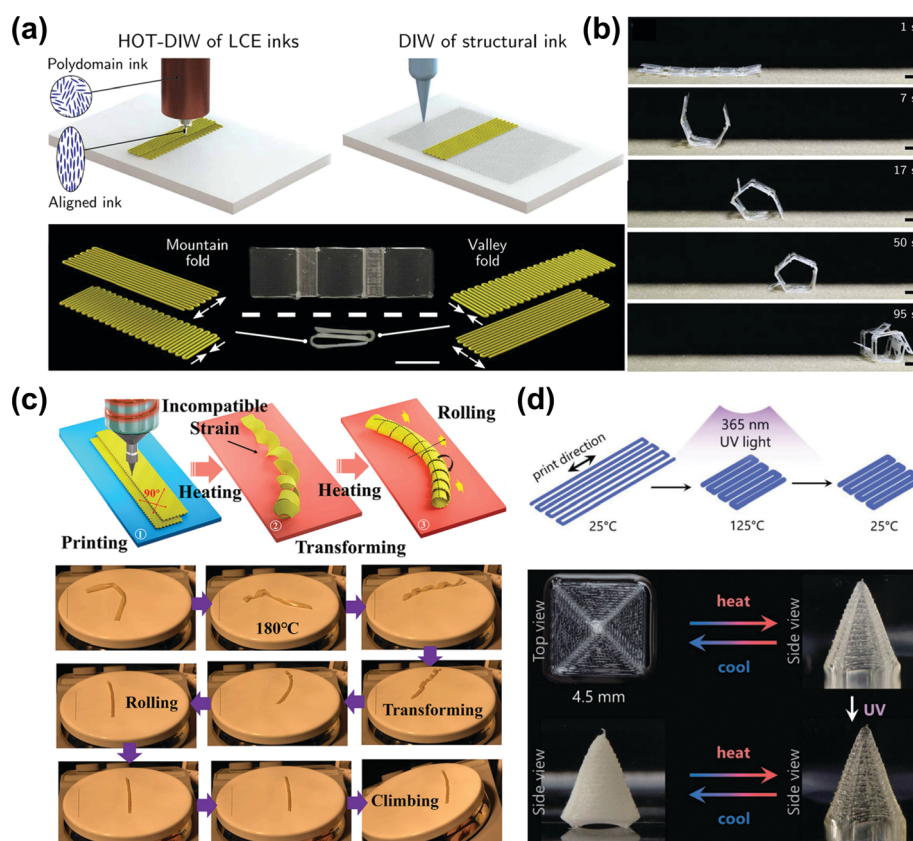 (a)
HOT-DIW of LCE inks
DIW of structural ink
Polydomain ink
Aligned ink
Mountain
fold
Valley
fold
(b)
1 s
7 s
17 s
50 s
95 s
(c)
Incompatible
Strain
Rolling
90°
Heating
Heating
①
②
③
Printing
Transforming
180℃
Rolling
Transforming
Climbing
(d)
365 nm
UV light
print direction
25°C
125°C
25°C
Top view
heat
cool
Side view
4.5 mm
UV
Side view
heat
cool
Side view